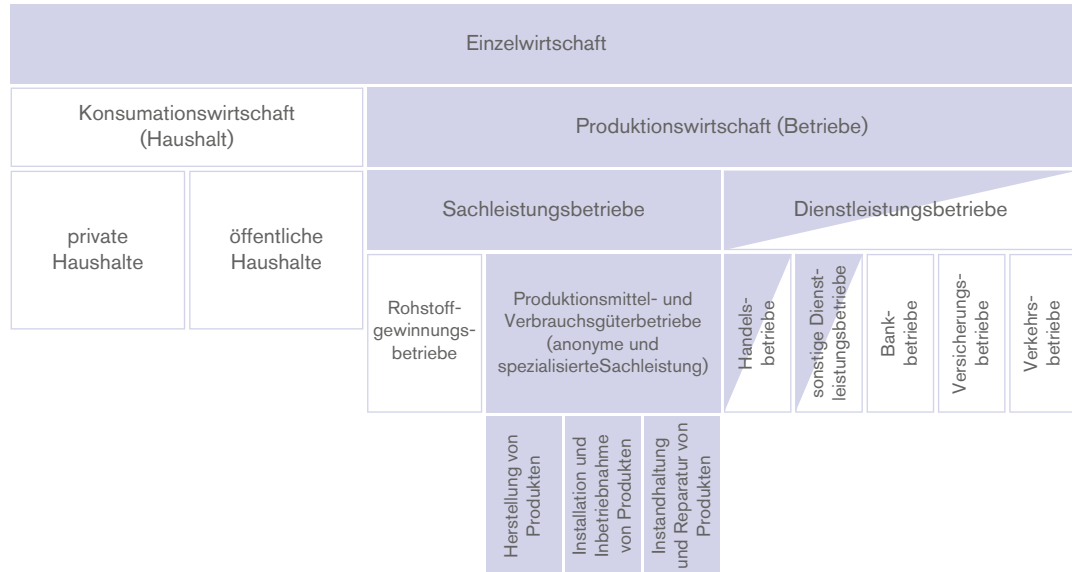 Einzelwirtschaft
Konsumationswirtschaft
(Haushalt)
Produktionswirtschaft (Betriebe)
private
Haushalte
öffentliche
Haushalte
Sachleistungsbetriebe
Dienstleistungsbetriebe
Rohstoff-
gewinnungs-
betriebe
Produktionsmittel- und
Verbrauchsgüterbetriebe
(anonyme und
spezialisierteSachleistung)
Handels-
betriebe
sonstige Dienst-
leistungsbetriebe
Bank-
betriebe
Versicherungs-
betriebe
Verkehrs-
betriebe
Herstellung von
Produkten
Installation und
Inbetriebnahme
von Produkten
Instandhaltung
und Reparatur von
Produkten